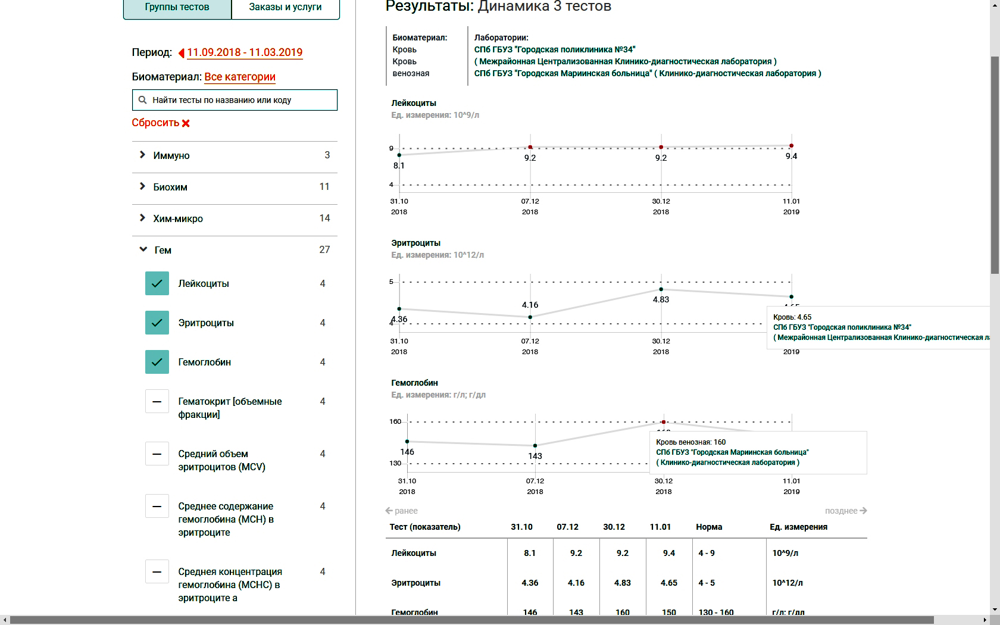 Группы тестов
Заказы и услуги
Период: 11.09.2018 - 11.03.2019
Биоматериал: Все категории
Найти тесты по названию или коду
Сбросить
Иммуно 3
Биохим 11
Хим-микро 14
Гем 27
Лейкоциты 4
Эритроциты 4
Гемоглобин 4
Гематокрит [объемные 4
фракции]
Средний объем 4
эритроцитов (MCV)
Среднее содержание 4
гемоглобина (MCH) в
эритроците
Средняя концентрация 4
гемоглобина (MCHC) в
эритроците а
Результаты: Динамика 3 тестов
Биоматериал:
Кровь
Кровь
венозная
Лаборатории:
СПб ГБУЗ "Городская поликлиника №34"
( Межрайонная Централизованная Клинико-диагностическая лаборатория )
СПб ГБУЗ "Городская Мариинская больница" ( Клинико-диагностическая лаборатория )
Лейкоциты
Ед. измерения: 10^9/л
9
8.1 9.2 9.2 9.4
4
31.10 07.12 30.12 11.01
2018 2018 2018 2019
Эритроциты
Ед. измерения: 10^12/л
5
4.36 4.16 4.83
4
31.10 07.12 30.12
2018 2018 2018 2019
Кровь: 4.65
СПб ГБУЗ "Городская поликлиника №34"
( Межрайонная Централизованная Клинико-диагностическая
Гемоглобин
Ед. измерения: г/л; г/дл
160
146 143
130
31.10 07.12 30.12 11.01
2018 2018 2018 2019
Кровь венозная: 160
СПб ГБУЗ "Городская Мариинская больница"
( Клинико-диагностическая лаборатория )
ранее
позднее
Тест (показатель) 31.10 07.12 30.12 11.01 Норма Ед. измерения
Лейкоциты 8.1 9.2 9.2 9.4 4 - 9 10^9/л
Эритроциты 4.36 4.16 4.83 4.65 4 - 5 10^12/л
Гемоглобин 146 143 160 150 130 - 160 г/л; г/дл